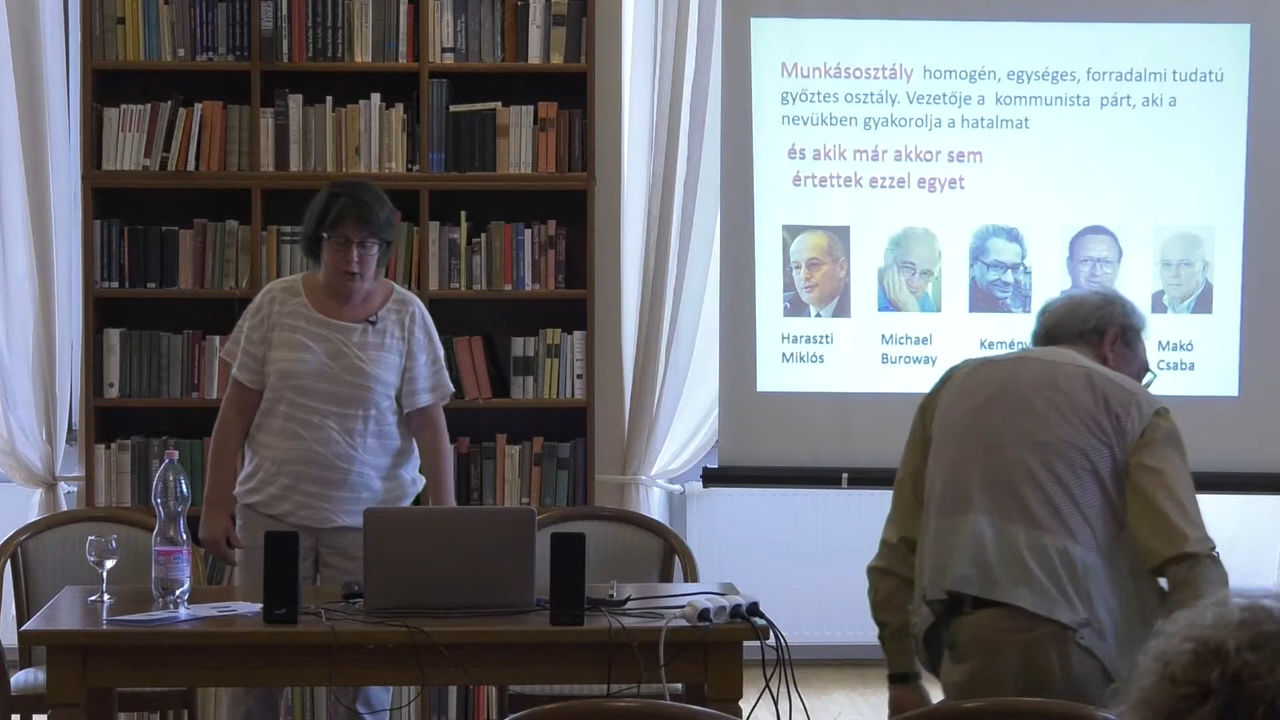 Munkásosztály homogén, egységes, forradalmi tudatú
győztes osztály. Vezetője a kommunista párt, aki a
nevükben gyakorolja a hatalmat
és akik már akkor sem
értettek ezzel egyet
Haraszti
Miklós
Michael
Buroway
Kemény
Makó
Csaba